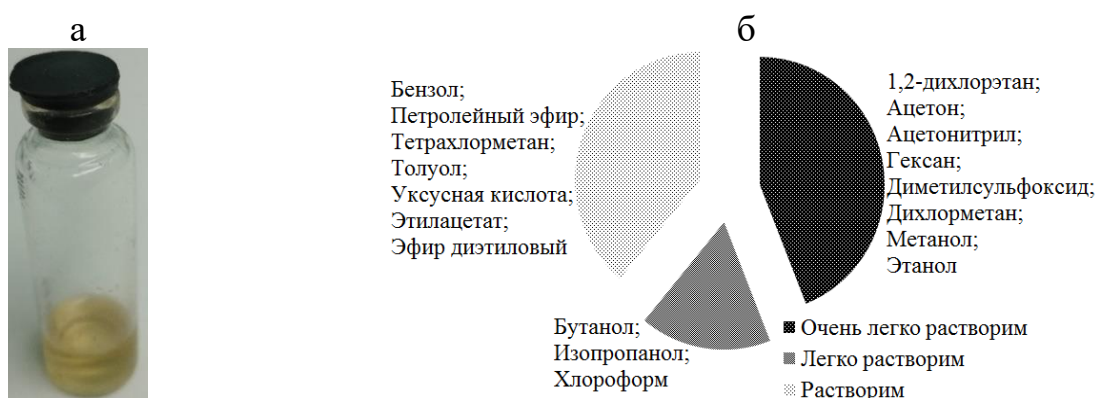 а
б
Бензол;
Петролейный эфир;
Тетрахлорметан;
Толуол;
Уксусная кислота;
Этилацетат;
Эфир диэтиловый
1,2-дихлорэтан;
Ацетон;
Ацетонитрил;
Гексан;
Диметилсульфоксид;
Дихлорметан;
Метанол;
Этанол
Бутанол;
Изопропанол;
Хлороформ
Очень легко растворим
Легко растворим
Растворим